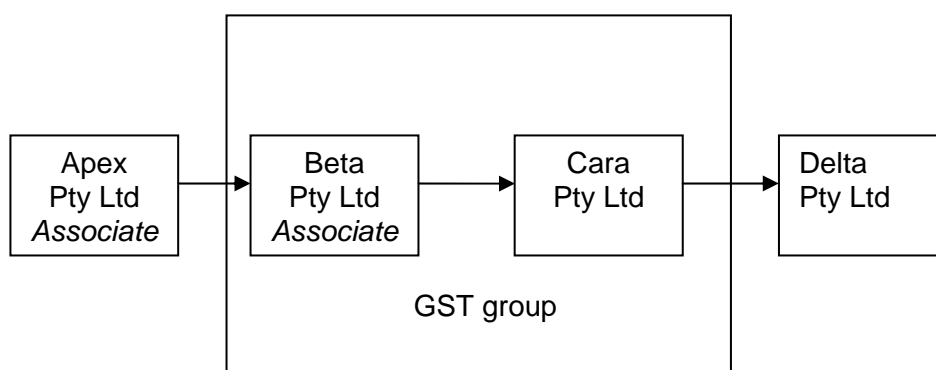 Apex
Pty Ltd
Associate
Beta
Pty Ltd
Associate
Cara
Pty Ltd
Delta
Pty Ltd
GST group